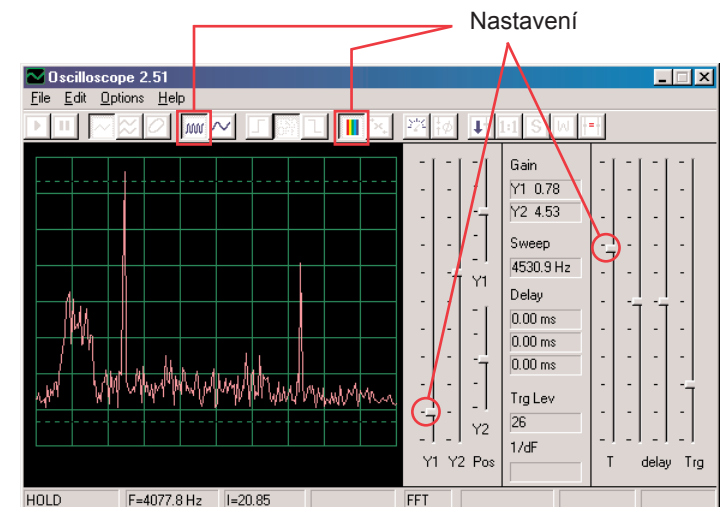 Nastavení
Oscilloscope 2.51
File Edit Options Help
1:1 S W
Gain
Y1 0.78
Y2 4.53
Sweep
4530.9 Hz
Y1
Delay
0.00 ms
0.00 ms
0.00 ms
Trg Lev
26
Y2
1/dF
Y1 Y2 Pos
T delay Trg
HOLD F=4077.8 Hz I=20.85 FFT